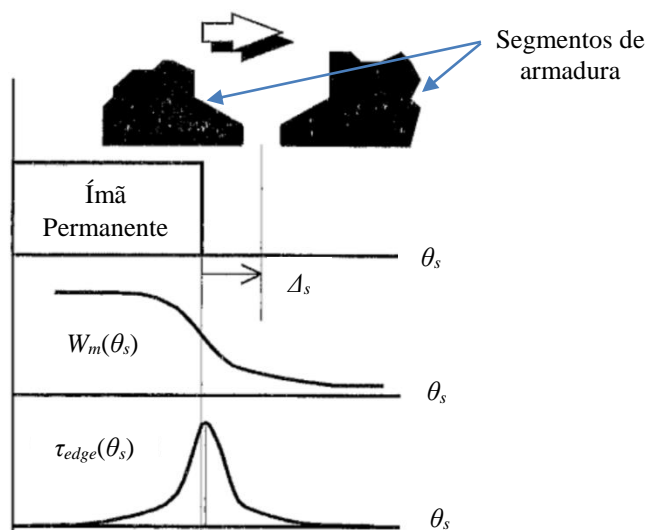 Segmentos de
armadura
Ímã
Permanente
θs
Δs
Wm(θs)
θs
τedge(θs)
θs